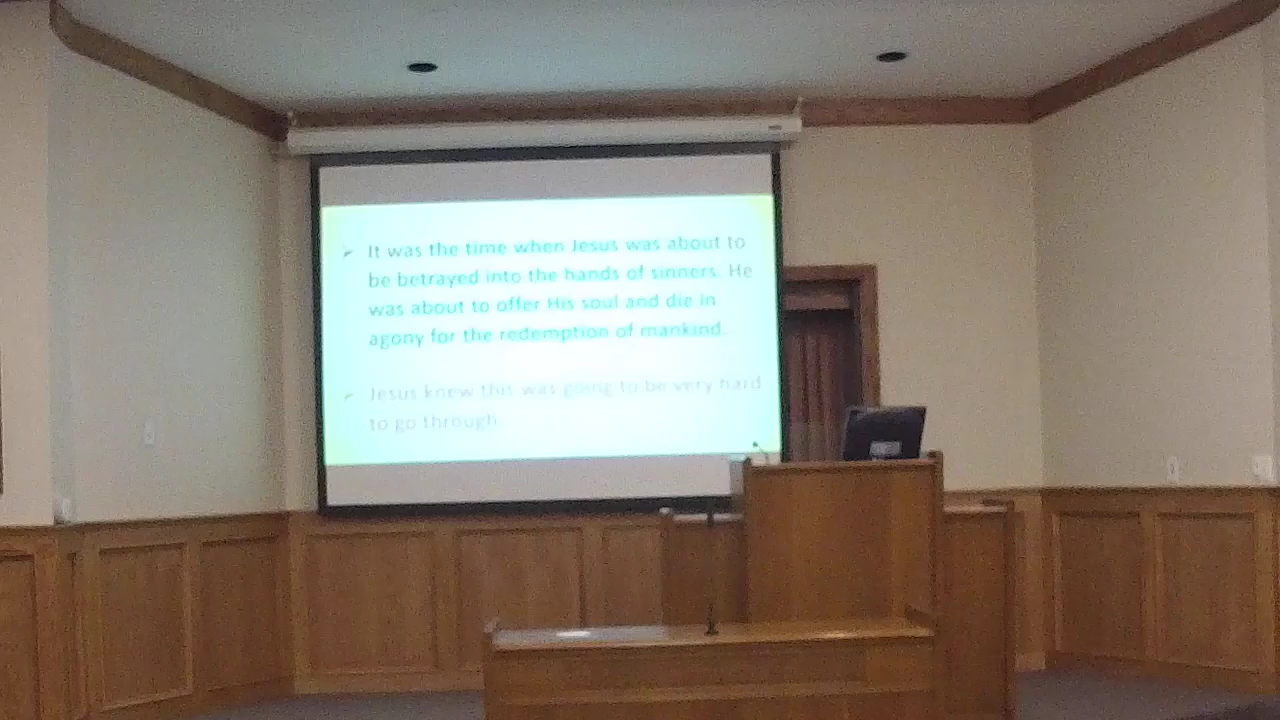 It was the time when Jesus was about to
be betrayed into the hands of sinners. He
was about to offer His soul and die in
agony for the redemption of mankind.
Jesus knew this was going to be very hard
to go through.